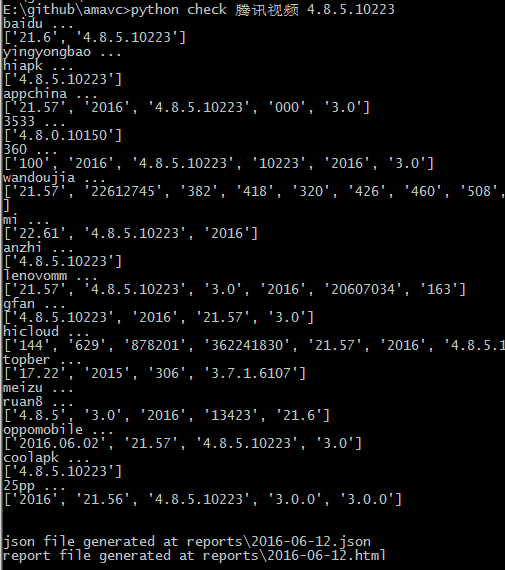 E:\github\amavc>python check 腾讯视频 4.8.5.10223
baidu ...
['21.6', '4.8.5.10223']
yingyongbao ...
hiapk ...
['4.8.5.10223']
appchina ...
['21.57', '2016', '4.8.5.10223', '000', '3.0']
3533 ...
['4.8.0.10150']
360 ...
['100', '2016', '4.8.5.10223', '10223', '2016', '3.0']
wandoujia ...
['21.57', '22612745', '382', '418', '320', '426', '460', '508',
]
mi ...
['22.61', '4.8.5.10223', '2016']
anzhi ...
['4.8.5.10223']
lenovomm ...
['21.57', '4.8.5.10223', '3.0', '2016', '20607034', '163']
gfan ...
['4.8.5.10223', '2016', '21.57', '3.0']
hicloud ...
['144', '629', '878201', '362241830', '21.57', '2016', '4.8.5.1
topber ...
['17.22', '2015', '306', '3.7.1.6107']
meizu ...
ruan8 ...
['4.8.5', '3.0', '2016', '13423', '21.6']
oppomobile ...
['2016.06.02', '21.57', '4.8.5.10223', '3.0']
coolapk ...
['4.8.5.10223']
25pp ...
['2016', '21.56', '4.8.5.10223', '3.0.0', '3.0.0']
json file generated at reports\2016-06-12.json
report file generated at reports\2016-06-12.html